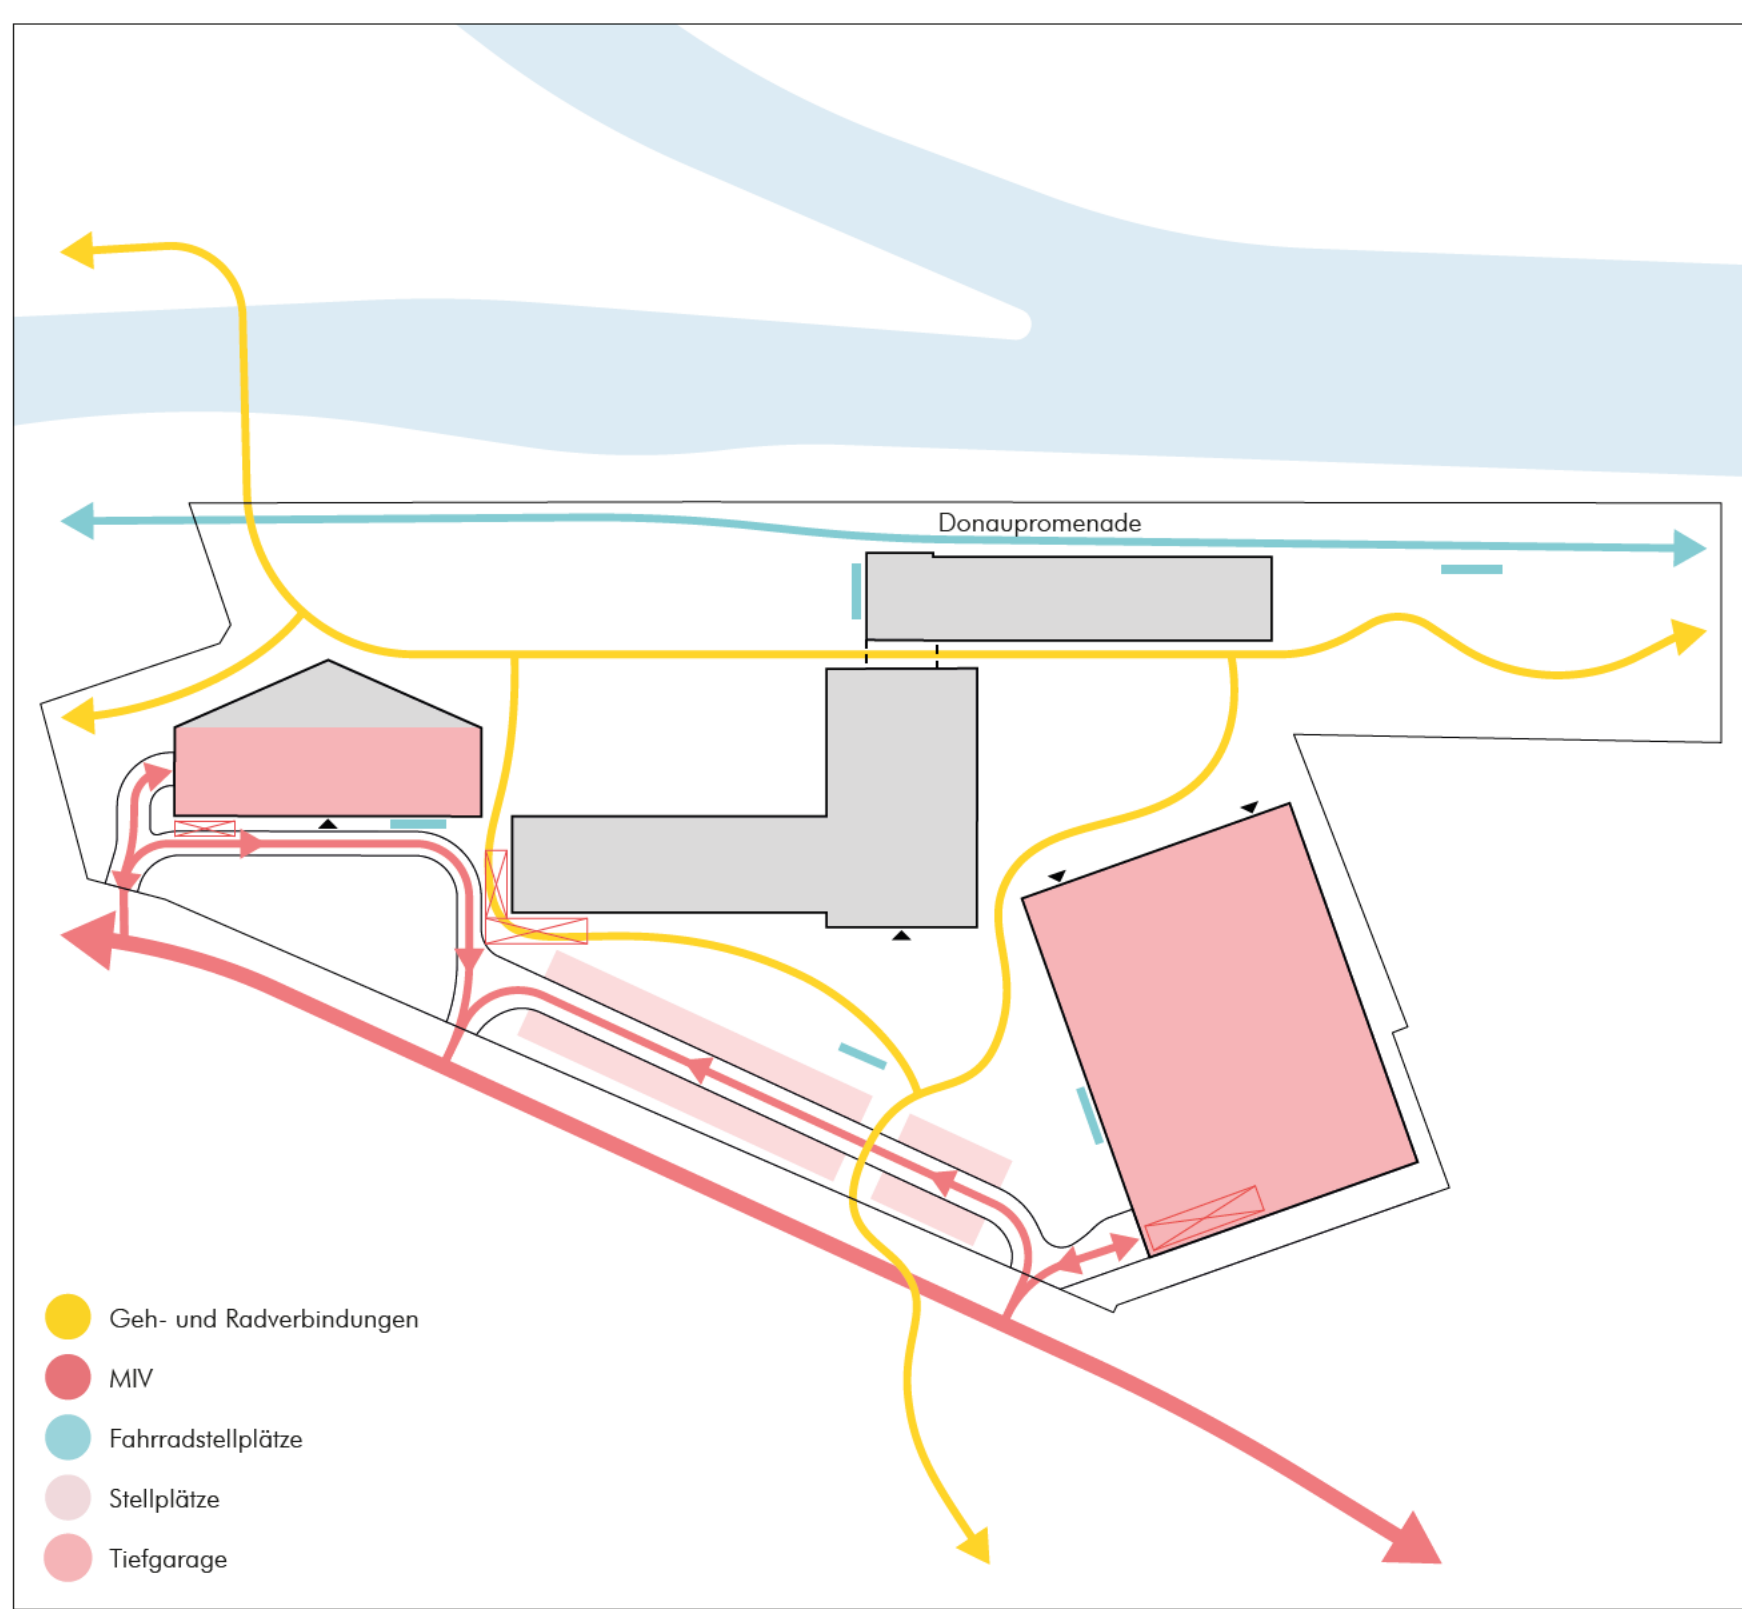 Donaupromenade
Geh- und Radverbindungen
MIV
Fahrradstellplätze
Stellplätze
Tiefgarage